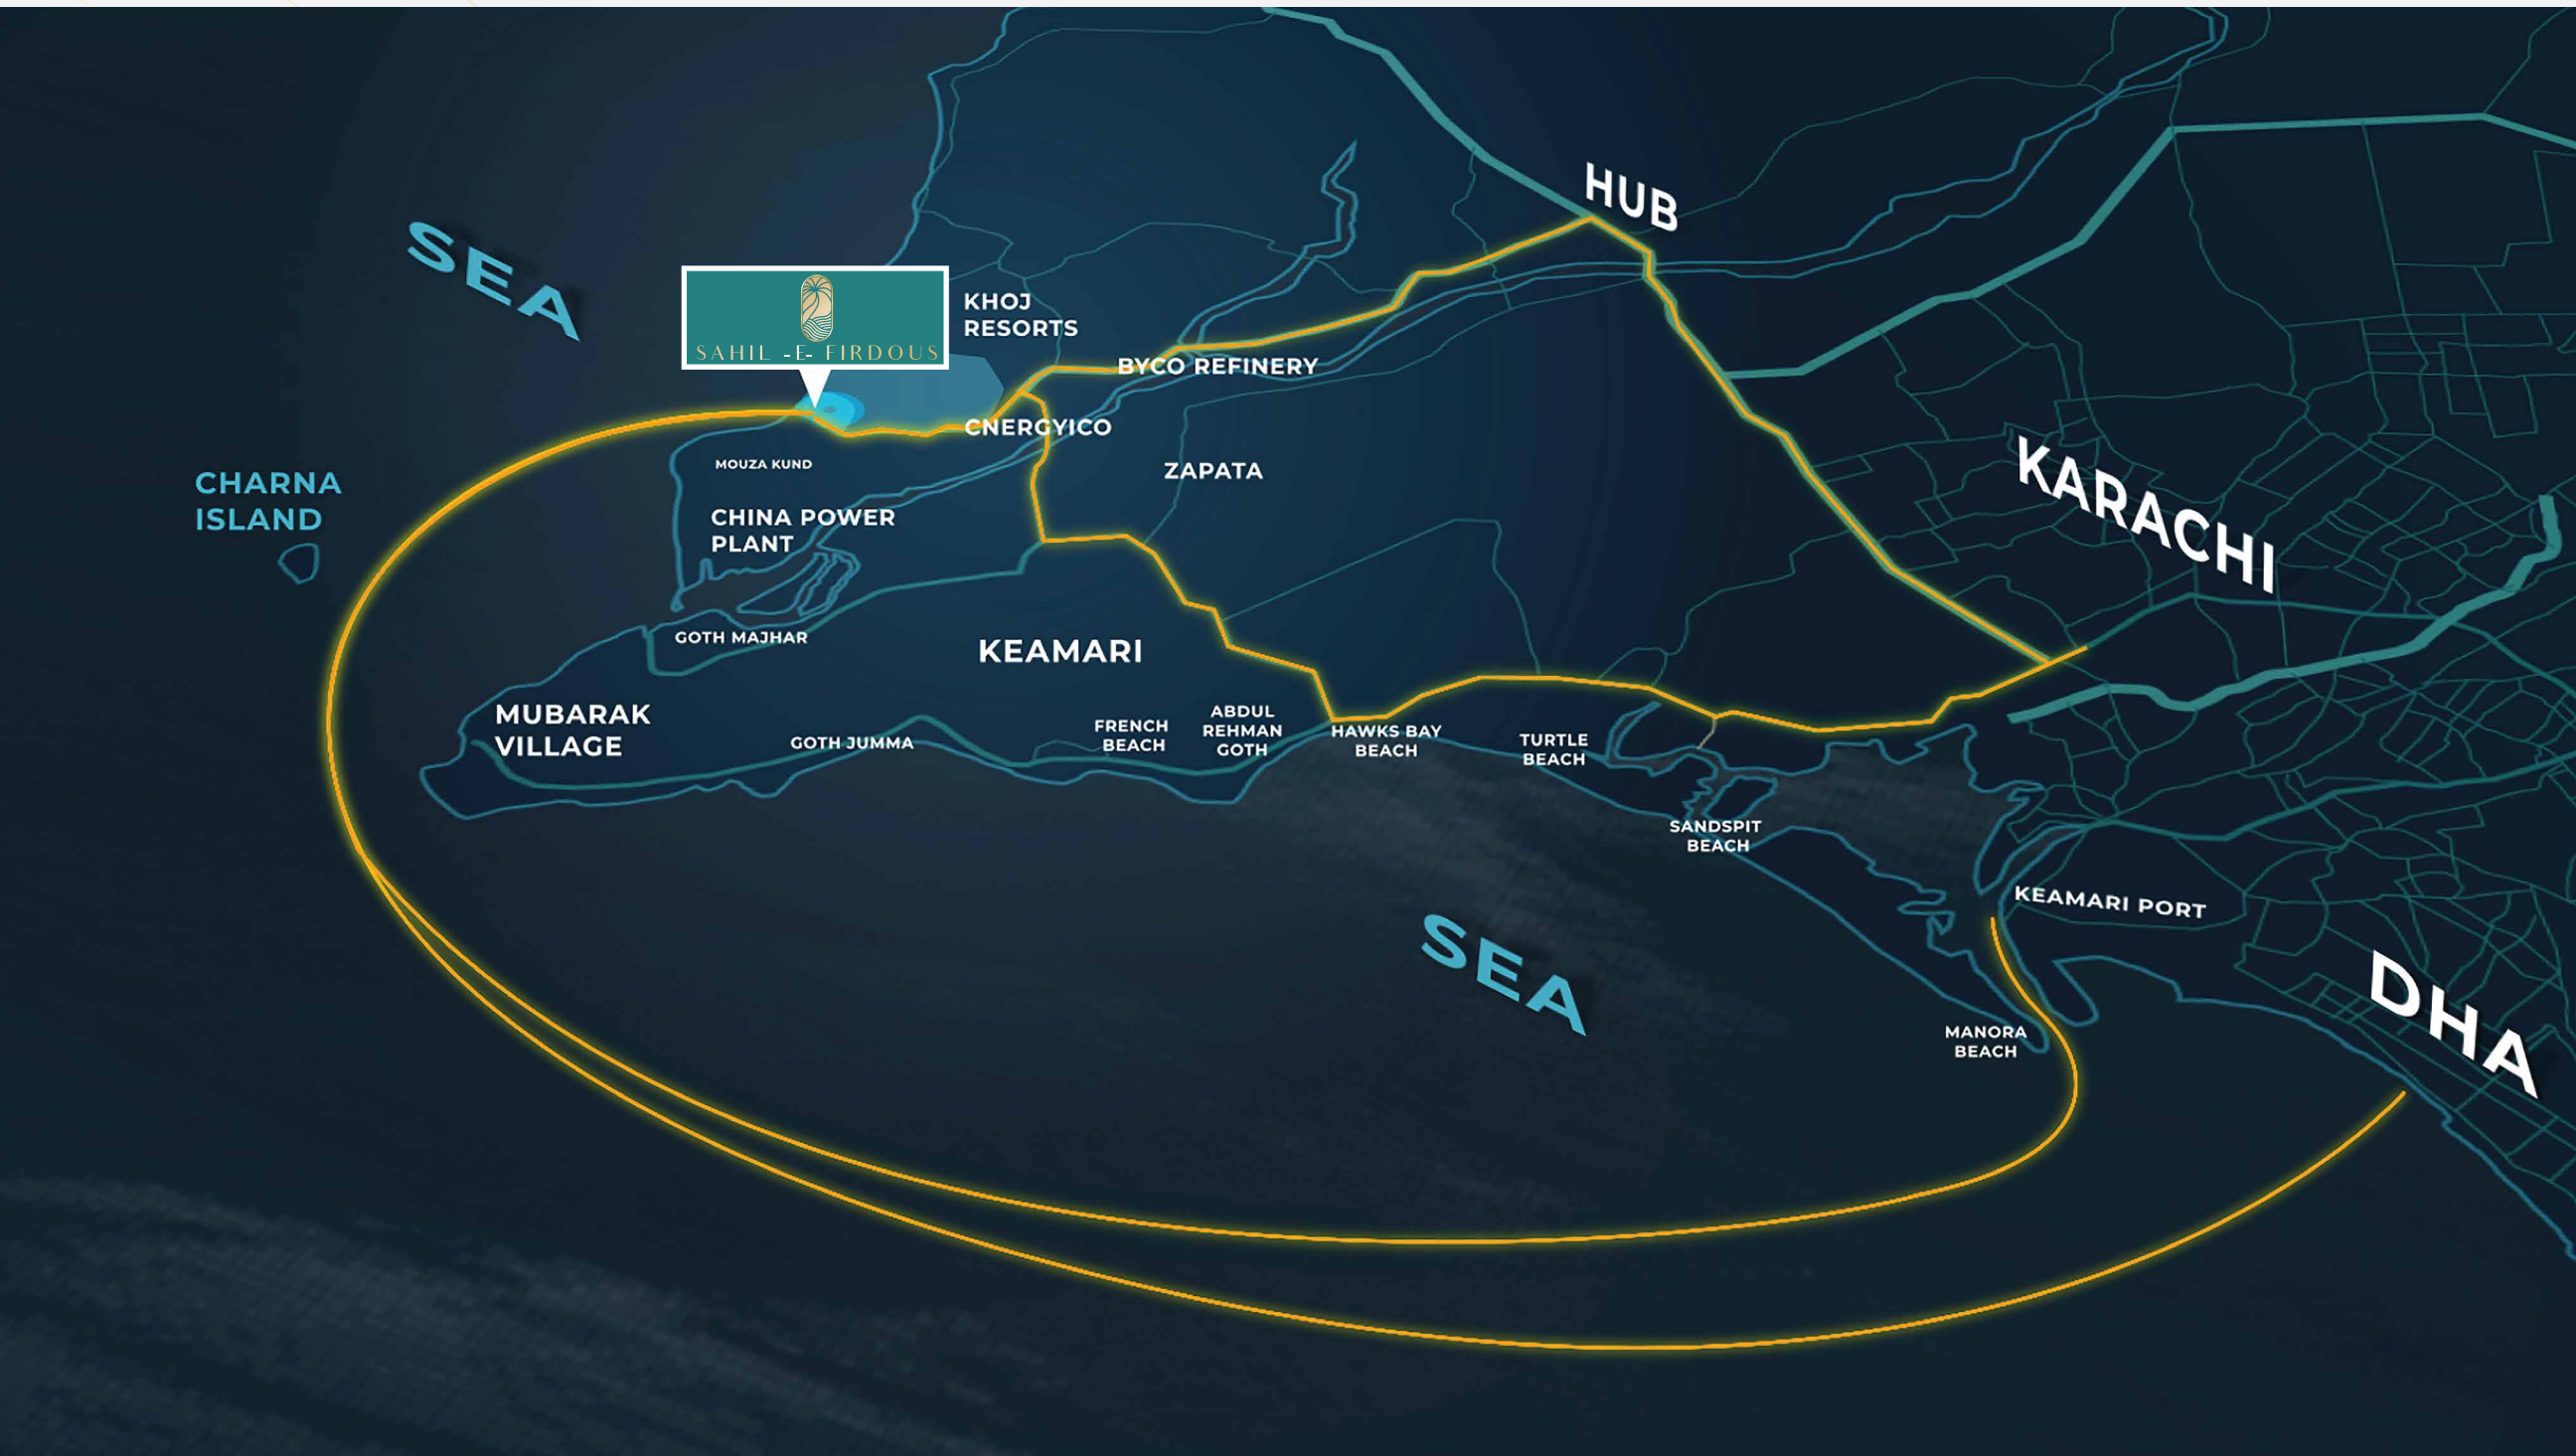 HUB
SEA
KHOJ
RESORTS
SAHIL -E- FIRDOUS
BYCO REFINERY
CNERGYICO
KARACHI
MOUZA KUND
ZAPATA
CHARNA
ISLAND
CHINA POWER
PLANT
GOTH MAJHAR
KEAMARI
MUBARAK
VILLAGE
GOTH JUMMA
FRENCH
BEACH
ABDUL
REHMAN
GOTH
HAWKS BAY
BEACH
TURTLE
BEACH
SANDSPIT
BEACH
KEAMARI PORT
SEA
DHA
MANORA
BEACH